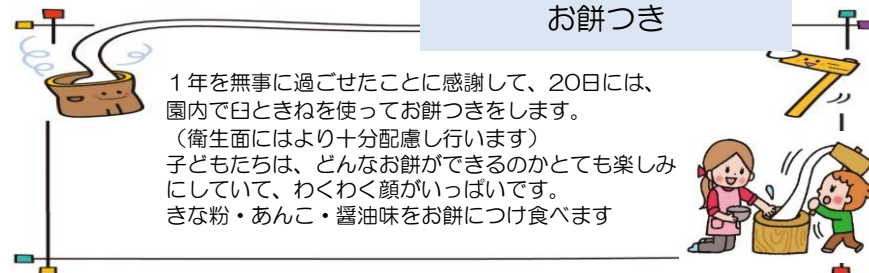 お餅つき
１年を無事に過ごせたことに感謝して、20日には、
園内で臼ときねを使ってお餅つきをします。
（衛生面にはより十分配慮し行います）
子どもたちは、どんなお餅ができるのかとても楽しみ
にしていて、わくわく顔がいっぱいです。
きな粉・あんこ・醤油味をお餅につけ食べます